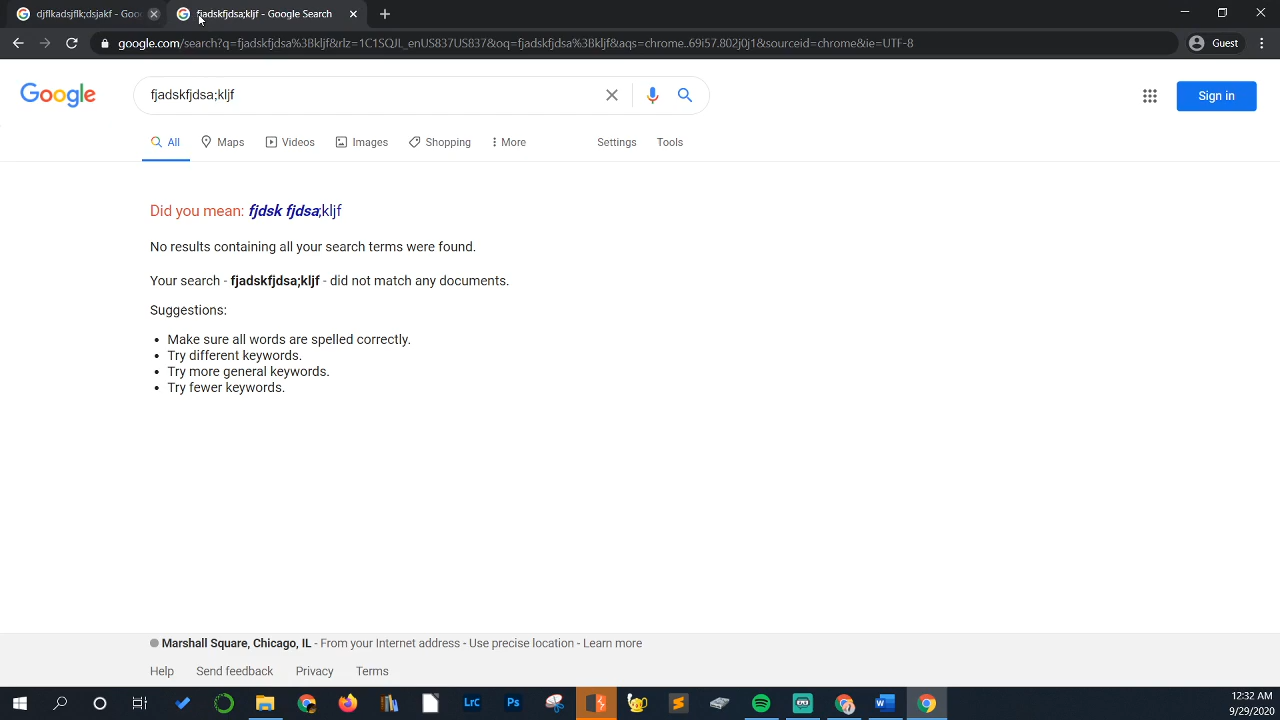 djflkadsjflk;dsjakf - Goo
fjadskfjdsa;kljf - Google Search
google.com/search?q=fjadskfjdsa%3Bkljf&rlz=1C1SQJL_enUS837US837&oq=fjadskfjdsa%3Bkljf&aqs=chrome..69i57.802j0j1&sourceid=chrome&ie=UTF-8
Guest
Google
fjadskfjdsa;kljf
Sign in
All Maps Videos Images Shopping More Settings Tools
Did you mean: fjdsk fjdsa;kljf
No results containing all your search terms were found.
Your search - fjadskfjdsa;kljf - did not match any documents.
Suggestions:
Make sure all words are spelled correctly.
Try different keywords.
Try more general keywords.
Try fewer keywords.
Marshall Square, Chicago, IL - From your Internet address - Use precise location - Learn more
Help Send feedback Privacy Terms
LrC Ps W
12:32 AM
9/29/2020